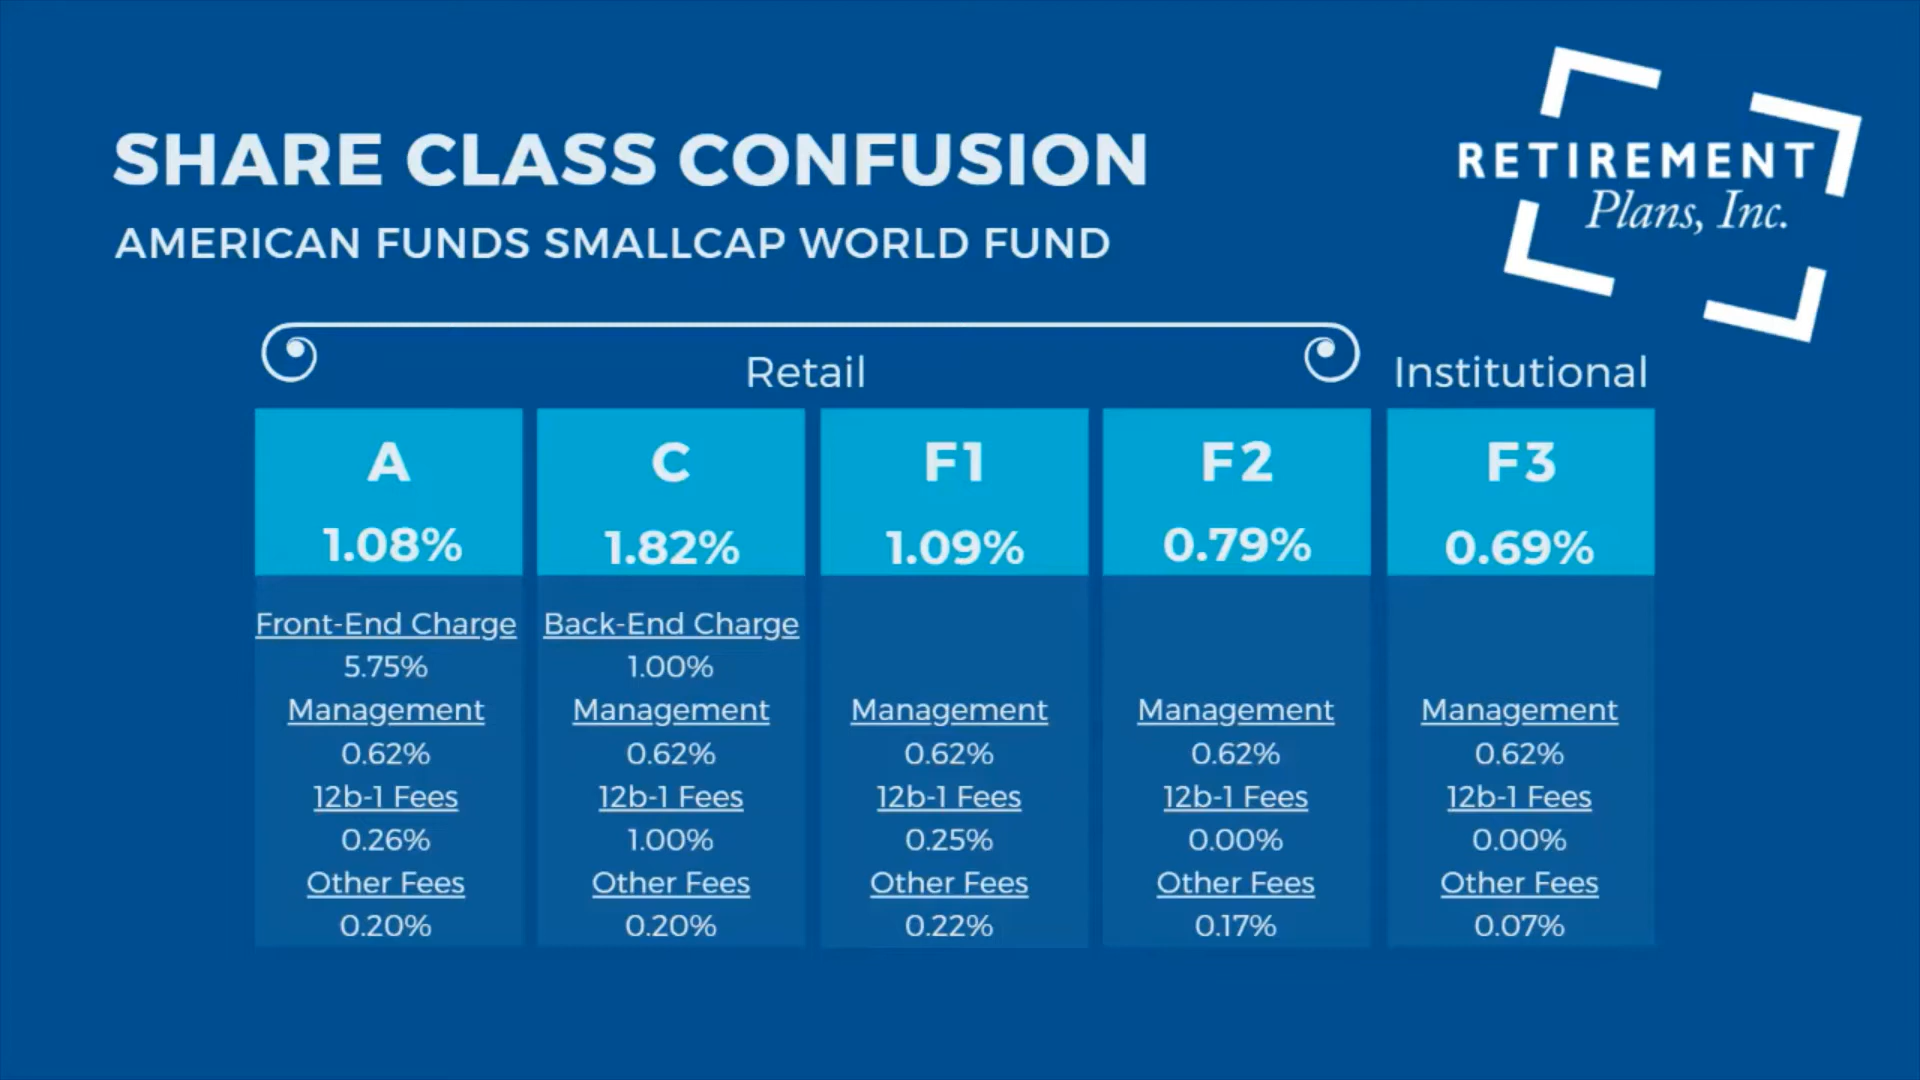 SHARE CLASS CONFUSION
AMERICAN FUNDS SMALLCAP WORLD FUND
RETIREMENT
Plans, Inc.
Retail
Institutional
A
1.08%
Front-End Charge
5.75%
Management
0.62%
12b-1 Fees
0.26%
Other Fees
0.20%
C
1.82%
Back-End Charge
1.00%
Management
0.62%
12b-1 Fees
1.00%
Other Fees
0.20%
F1
1.09%
Management
0.62%
12b-1 Fees
0.25%
Other Fees
0.22%
F2
0.79%
Management
0.62%
12b-1 Fees
0.00%
Other Fees
0.17%
F3
0.69%
Management
0.62%
12b-1 Fees
0.00%
Other Fees
0.07%